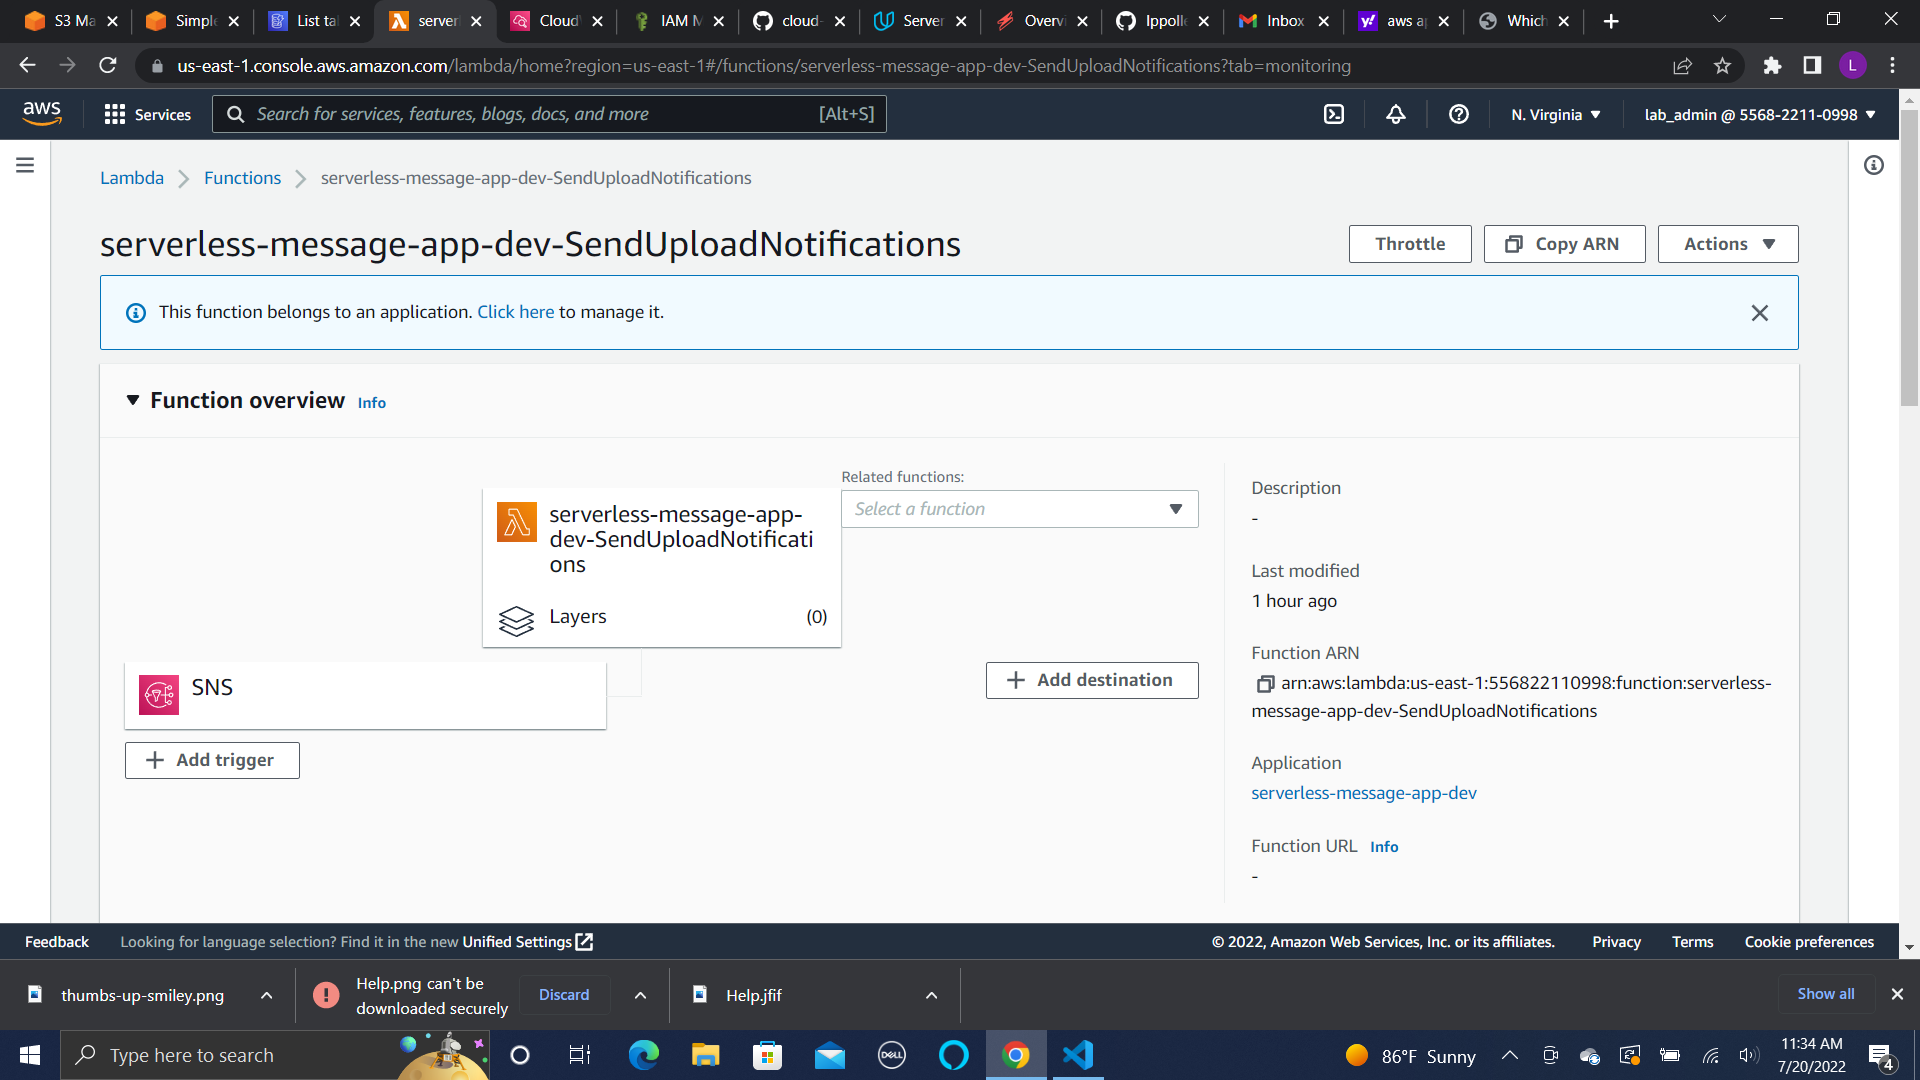 S3 Ma
Simple
List tal
serverl
Cloud
IAM M
cloud-
Server
Overvi
Ippolle
Inbox
aws ap
Which
us-east-1.console.aws.amazon.com/lambda/home?region=us-east-1#/functions/serverless-message-app-dev-SendUploadNotifications?tab=monitoring
L
aws
Services
Search for services, features, blogs, docs, and more
[Alt+S]
N. Virginia
lab_admin @ 5568-2211-0998
Lambda
Functions
serverless-message-app-dev-SendUploadNotifications
serverless-message-app-dev-SendUploadNotifications
Throttle
Copy ARN
Actions
This function belongs to an application. Click here to manage it.
Function overview Info
Related functions:
Select a function
serverless-message-app-
dev-SendUploadNotificati
ons
Layers
(0)
SNS
Add trigger
Add destination
Description
-
Last modified
1 hour ago
Function ARN
arn:aws:lambda:us-east-1:556822110998:function:serverless-
message-app-dev-SendUploadNotifications
Application
serverless-message-app-dev
Function URL Info
-
Feedback
Looking for language selection? Find it in the new Unified Settings
© 2022, Amazon Web Services, Inc. or its affiliates.
Privacy
Terms
Cookie preferences
thumbs-up-smiley.png
Help.png can't be
downloaded securely
Discard
Help.jfif
Show all
Type here to search
DELL
86°F Sunny
11:34 AM
7/20/2022
4